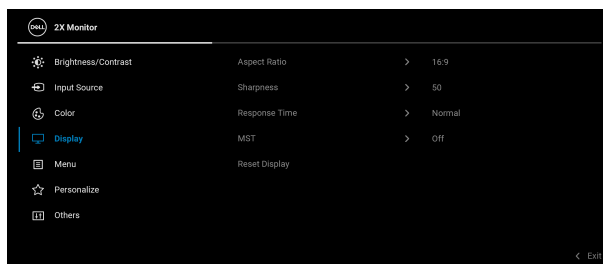 DELL 2X Monitor
Brightness/Contrast Aspect Ratio > 16:9
Input Source Sharpness > 50
Color Response Time > Normal
Display MST > Off
Menu Reset Display
Personalize
Others
< Exit